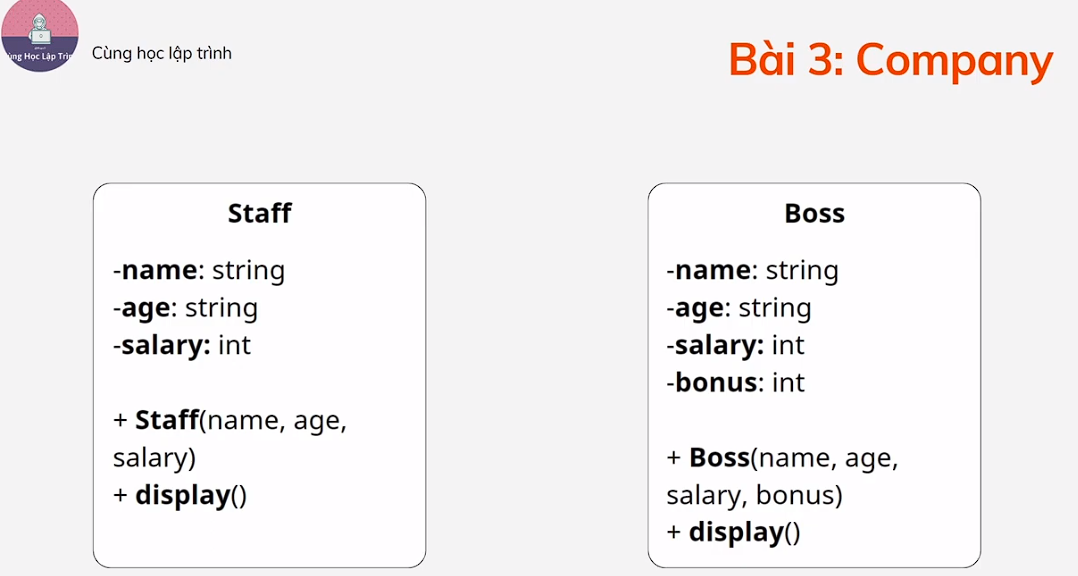 Cùng học lập trình
Bài 3: Company
Staff
-name: string
-age: string
-salary: int
+ Staff(name, age,
salary)
+ display()
Boss
-name: string
-age: string
-salary: int
-bonus: int
+ Boss(name, age,
salary, bonus)
+ display()